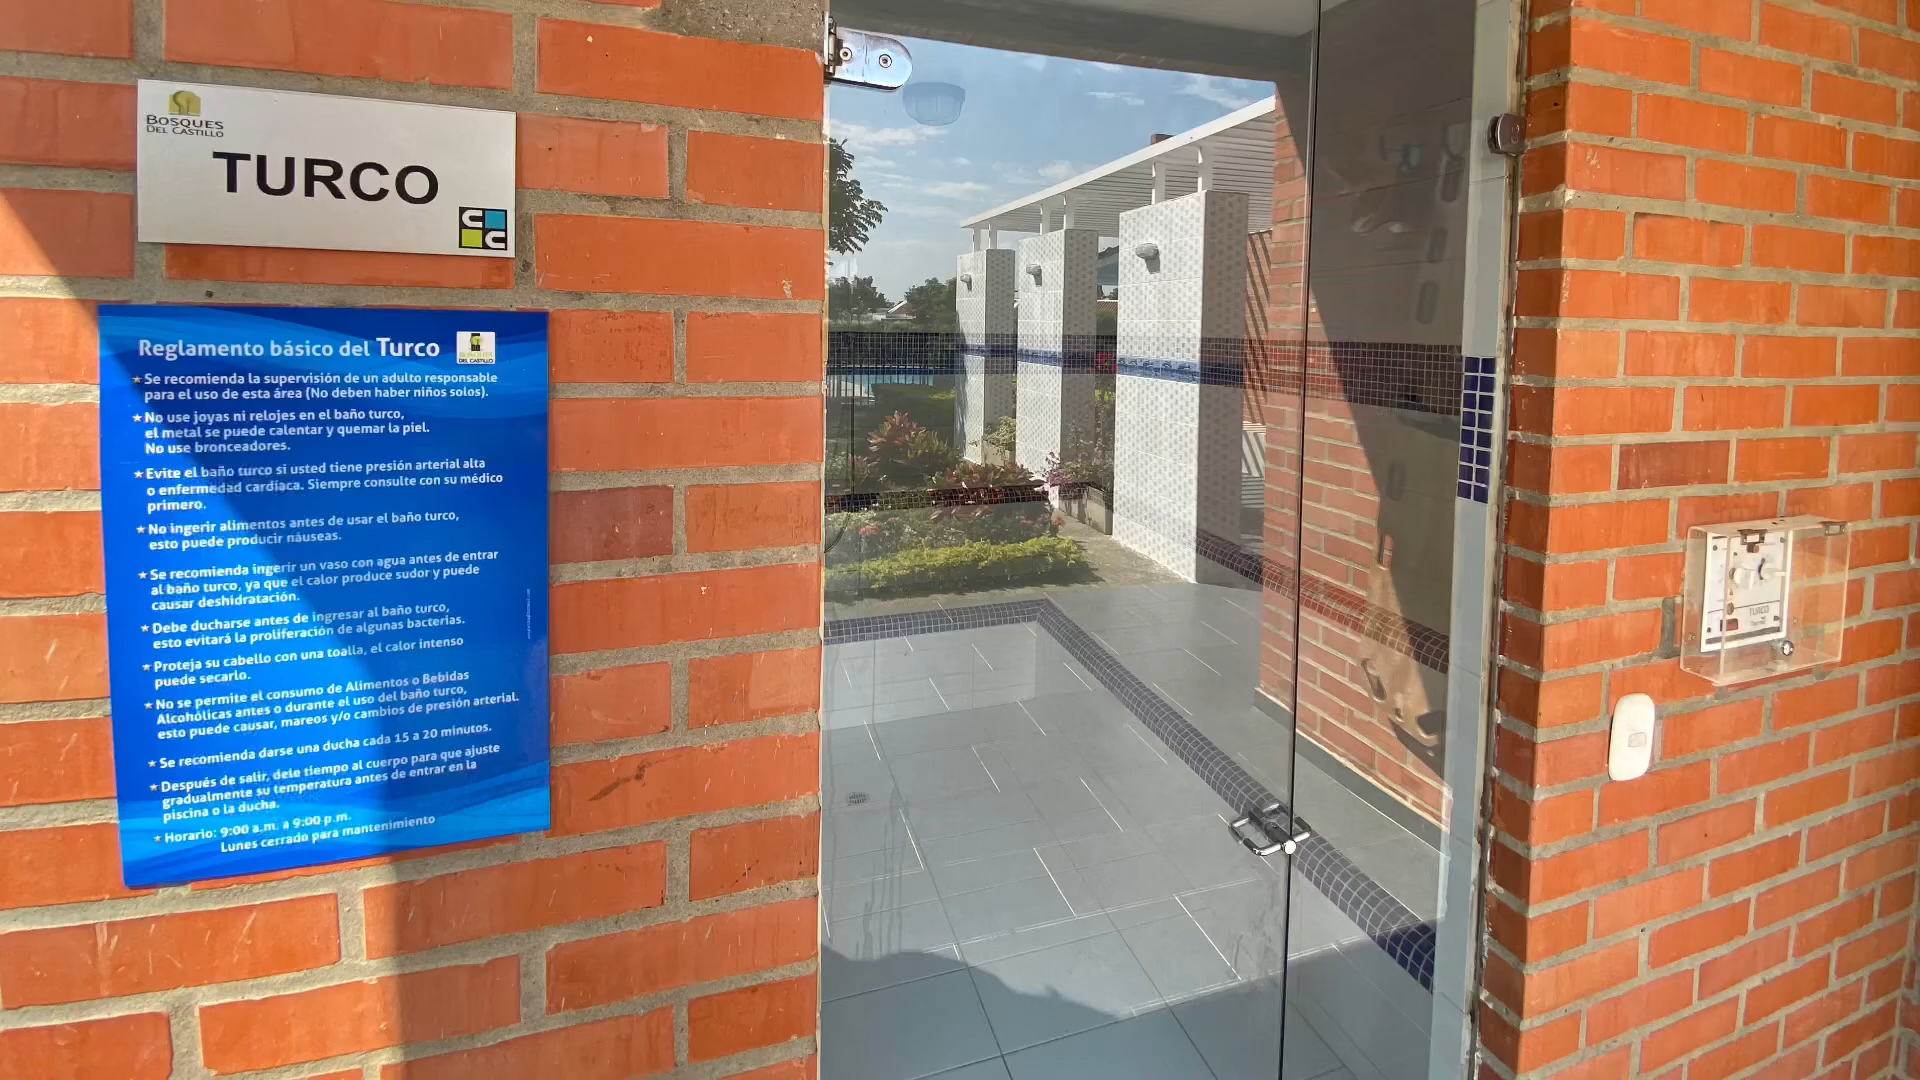 BOSQUES
DEL CASTILLO
TURCO
Reglamento básico del Turco
DEL CASTILLO
Se recomienda la supervisión de un adulto responsable
para el uso de esta área (No deben haber niños solos).
No use joyas ni relojes en el baño turco,
el metal se puede calentar y quemar la piel.
No use bronceadores.
Evite el baño turco si usted tiene presión arterial alta
o enfermedad cardíaca. Siempre consulte con su médico
primero.
No ingerir alimentos antes de usar el baño turco,
esto puede producir náuseas.
Se recomienda ingerir un vaso con agua antes de entrar
al baño turco, ya que el calor produce sudor y puede
causar deshidratación.
Debe ducharse antes de ingresar al baño turco,
esto evitará la proliferación de algunas bacterias.
Proteja su cabello con una toalla, el calor intenso
puede secarlo.
No se permite el consumo de Alimentos o Bebidas
Alcohólicas antes o durante el uso del baño turco,
esto puede causar, mareos y/o cambios de presión arterial.
Se recomienda darse una ducha cada 15 a 20 minutos.
Después de salir, dele tiempo al cuerpo para que ajuste
gradualmente su temperatura antes de entrar en la
piscina o la ducha.
Horario: 9:00 a.m. a 9:00 p.m.
Lunes cerrado para mantenimiento
TURCO